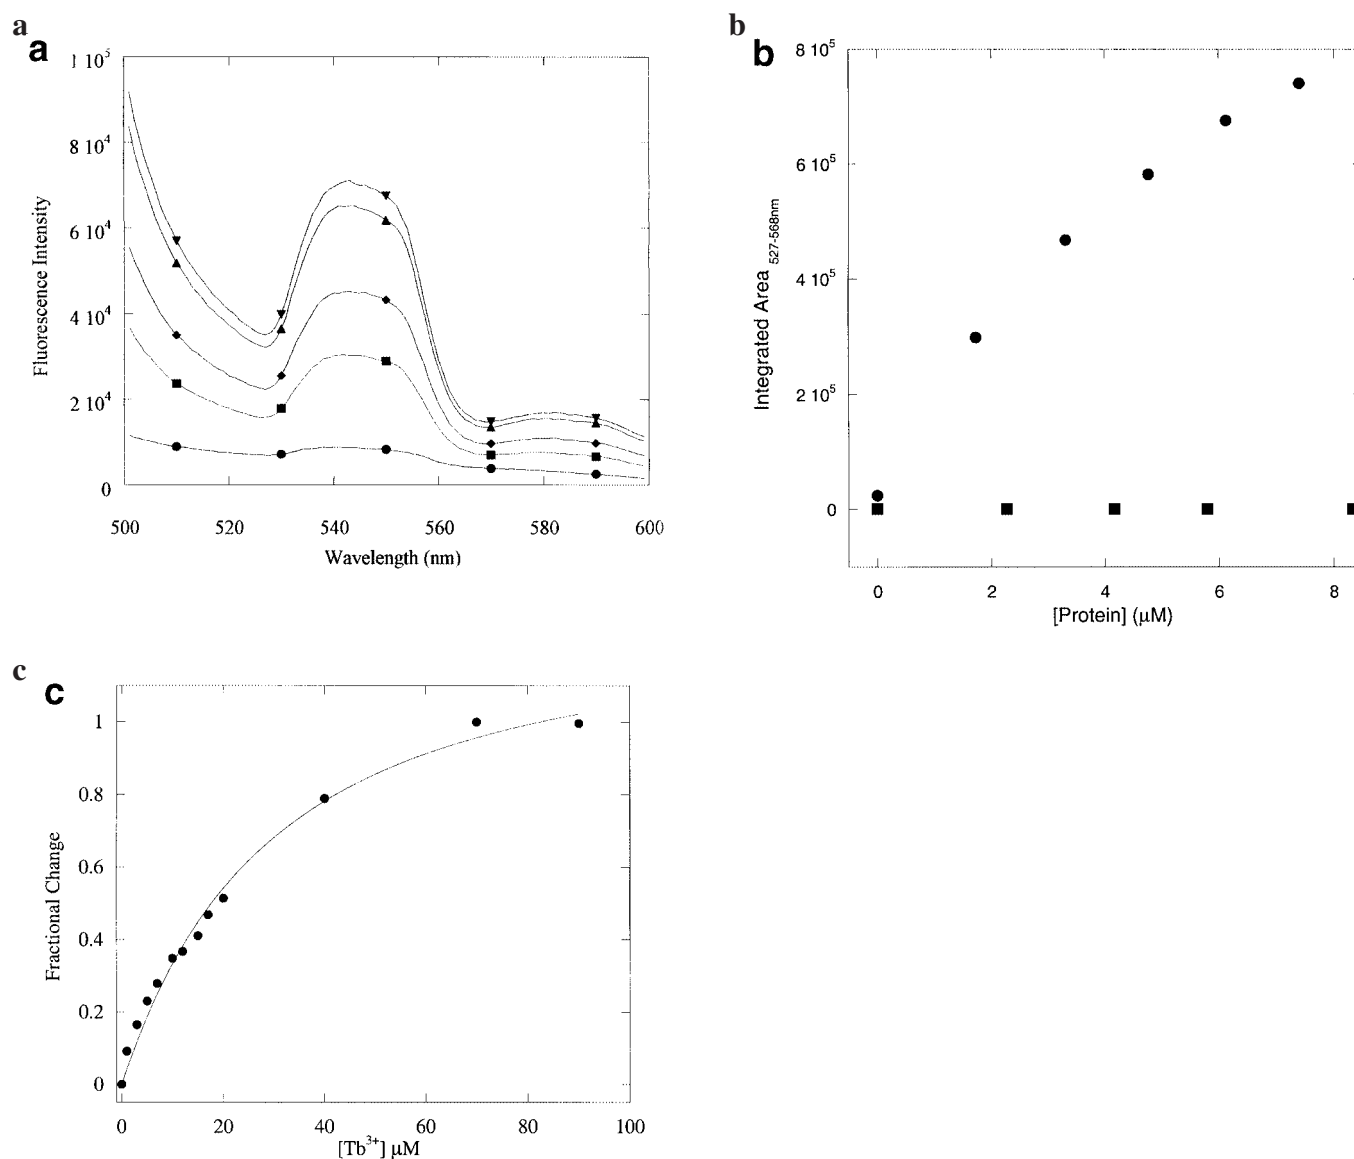 a
a
1 10⁵
8 10⁴
6 10⁴
4 10⁴
2 10⁴
0
500 520 540 560 580 600
Fluorescence Intensity
Wavelength (nm)
b
b
8 10⁵
6 10⁵
4 10⁵
2 10⁵
0
0 2 4 6 8
Integrated Area 527-568nm
[Protein] (μM)
c
c
1
0.8
0.6
0.4
0.2
0
0 20 40 60 80 100
Fractional Change
[Tb³⁺] μM